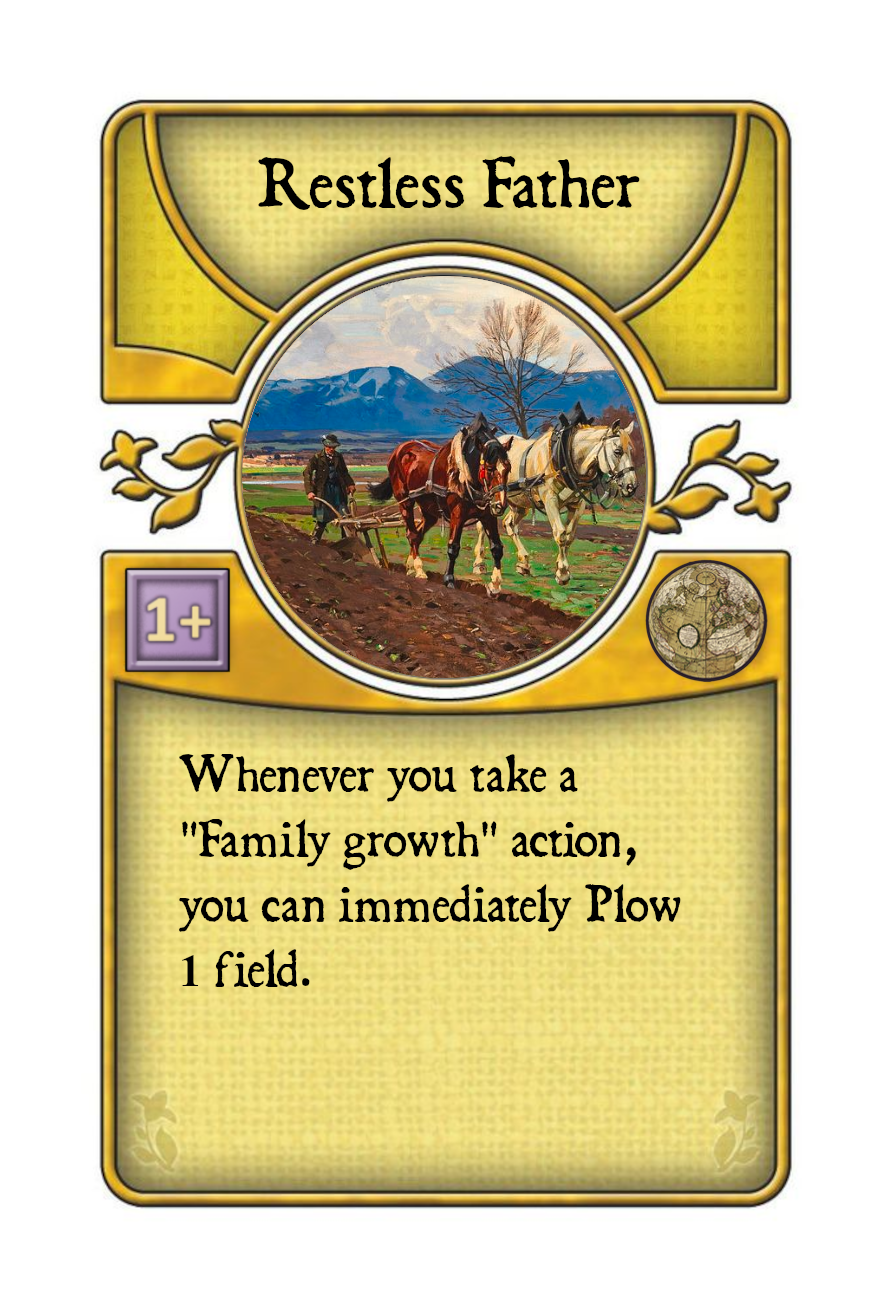 Restless Father
1+
Whenever you take a
"Family growth" action,
you can immediately Plow
1 field.